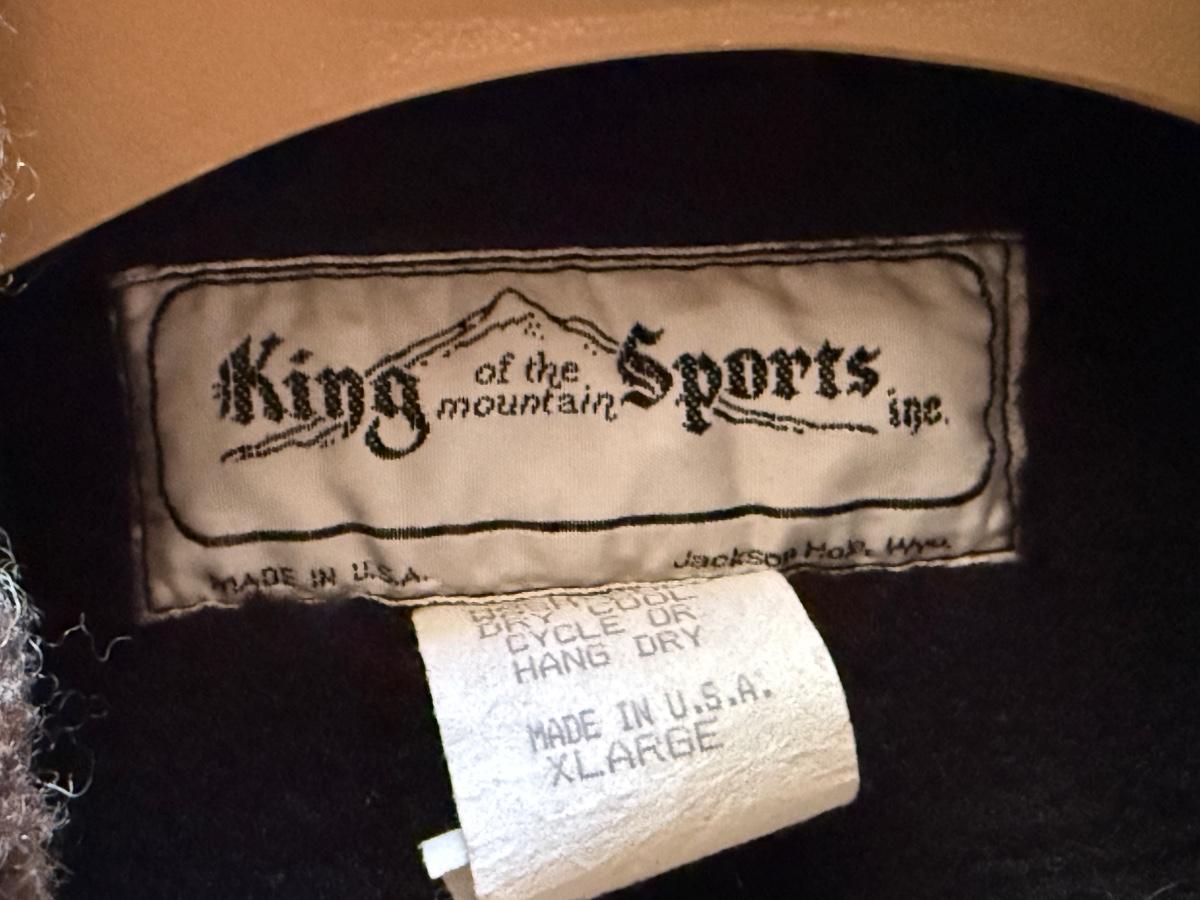 King of the mountain Sports inc.
MADE IN U.S.A.
Jackson Hole, Wyo.
DRY COOL
CYCLE OR
HANG DRY
MADE IN U.S.A.
XLARGE